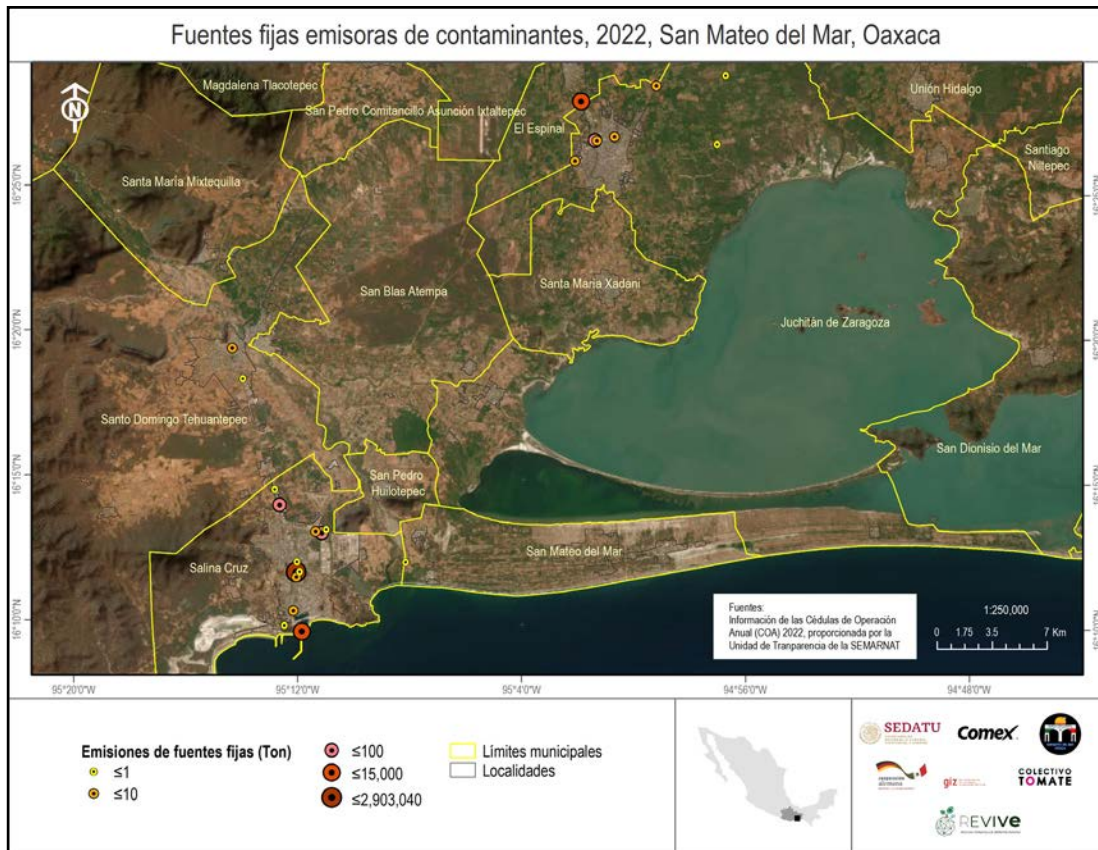 Fuentes fijas emisoras de contaminantes, 2022, San Mateo del Mar, Oaxaca
N
Magdalena Tlacotepec
San Pedro Comitancillo
Asunción Ixtaltepec
El Espinal
Unión Hidalgo
Santiago
Niltepec
Santa María Mixtequilla
San Blas Atempa
Santa María Xadani
Juchitán de Zaragoza
Santo Domingo Tehuantepec
San Dionisio del Mar
San Pedro
Huilotepec
Salina Cruz
San Mateo del Mar
16°25'0"N
16°20'0"N
16°15'0"N
16°10'0"N
95°20'0"W
95°12'0"W
95°4'0"W
94°56'0"W
94°48'0"W
Fuentes:
Información de las Cédulas de Operación
Anual (COA) 2022, proporcionada por la
Unidad de Tranparencia de la SEMARNAT
1:250,000
0 1.75 3.5 7 Km
Emisiones de fuentes fijas (Ton)
≤1
≤10
≤100
≤15,000
≤2,903,040
Límites municipales
Localidades
SEDATU
Comex
giz
COLECTIVO
TOMATE
REVIVE